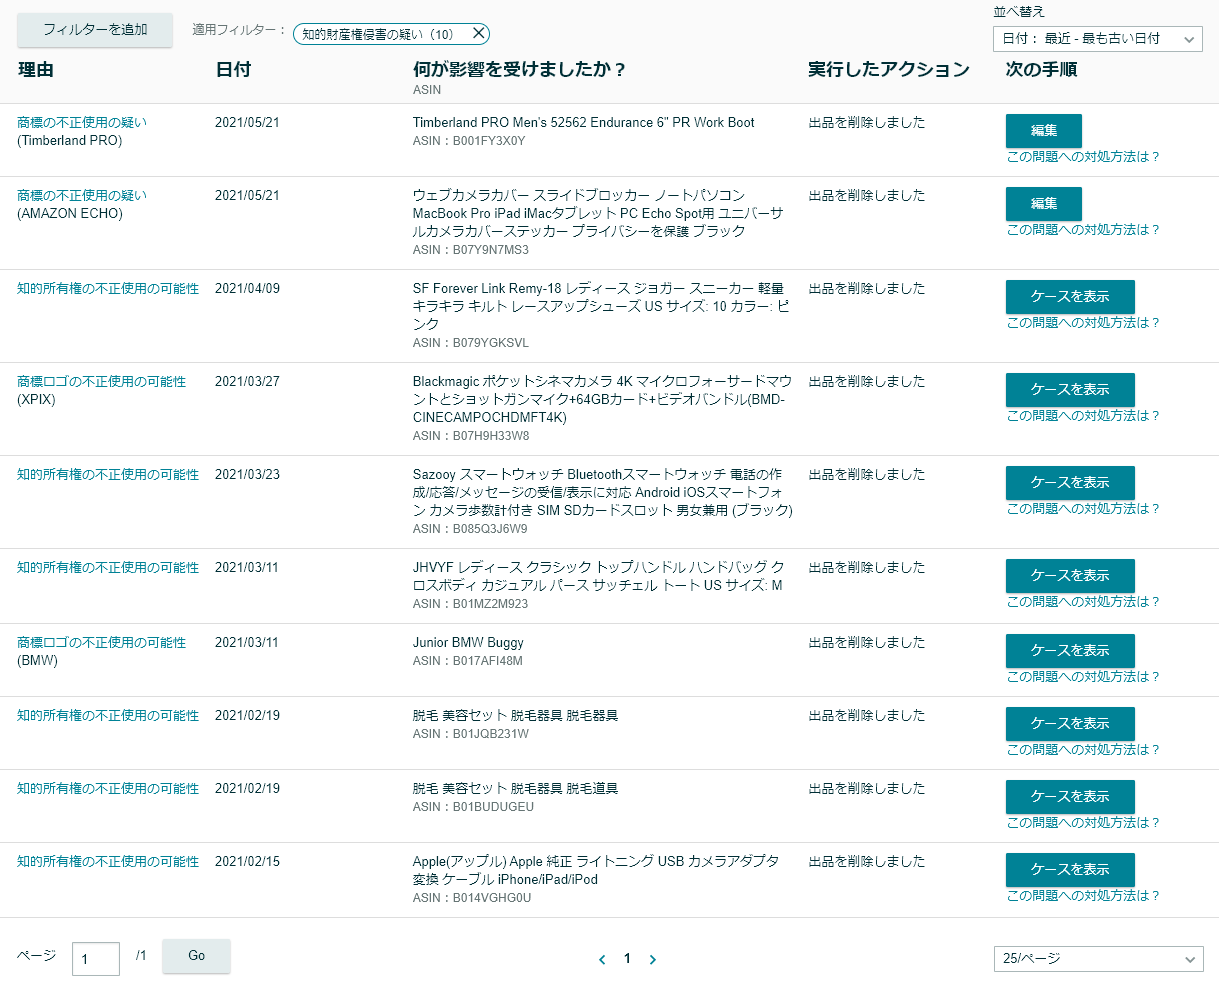 フィルターを追加
適用フィルター：
知的財産権侵害の疑い（10）
並べ替え
日付： 最近 - 最も古い日付
理由
日付
何が影響を受けましたか？
ASIN
実行したアクション
次の手順
商標の不正使用の疑い
(Timberland PRO)
2021/05/21
Timberland PRO Men's 52562 Endurance 6" PR Work Boot
ASIN：B001FY3X0Y
出品を削除しました
編集
この問題への対処方法は？
商標の不正使用の疑い
(AMAZON ECHO)
2021/05/21
ウェブカメラカバー スライドブロッカー ノートパソコン
MacBook Pro iPad iMacタブレット PC Echo Spot用 ユニバーサ
ルカメラカバーステッカー プライバシーを保護 ブラック
ASIN：B07Y9N7MS3
出品を削除しました
編集
この問題への対処方法は？
知的所有権の不正使用の可能性
2021/04/09
SF Forever Link Remy-18 レディース ジョガー スニーカー 軽量
キラキラ キルト レースアップシューズ US サイズ: 10 カラー: ピ
ンク
ASIN：B079YGKSVL
出品を削除しました
ケースを表示
この問題への対処方法は？
商標ロゴの不正使用の可能性
(XPIX)
2021/03/27
Blackmagic ポケットシネマカメラ 4K マイクロフォーサードマウ
ントとショットガンマイク+64GBカード+ビデオバンドル(BMD-
CINECAMPOCHDMFT4K)
ASIN：B07H9H33W8
出品を削除しました
ケースを表示
この問題への対処方法は？
知的所有権の不正使用の可能性
2021/03/23
Sazooy スマートウォッチ Bluetoothスマートウォッチ 電話の作
成/応答/メッセージの受信/表示に対応 Android iOSスマートフォ
ン カメラ歩数計付き SIM SDカードスロット 男女兼用 (ブラック)
ASIN：B085Q3J6W9
出品を削除しました
ケースを表示
この問題への対処方法は？
知的所有権の不正使用の可能性
2021/03/11
JHVYF レディース クラシック トップハンドル ハンドバッグ ク
ロスボディ カジュアル パース サッチェル トート US サイズ: M
ASIN：B01MZ2M923
出品を削除しました
ケースを表示
この問題への対処方法は？
商標ロゴの不正使用の可能性
(BMW)
2021/03/11
Junior BMW Buggy
ASIN：B017AFI48M
出品を削除しました
ケースを表示
この問題への対処方法は？
知的所有権の不正使用の可能性
2021/02/19
脱毛 美容セット 脱毛器具 脱毛器具
ASIN：B01JQB231W
出品を削除しました
ケースを表示
この問題への対処方法は？
知的所有権の不正使用の可能性
2021/02/19
脱毛 美容セット 脱毛器具 脱毛道具
ASIN：B01BUDUGEU
出品を削除しました
ケースを表示
この問題への対処方法は？
知的所有権の不正使用の可能性
2021/02/15
Apple(アップル) Apple 純正 ライトニング USB カメラアダプタ
変換 ケーブル iPhone/iPad/iPod
ASIN：B014VGHG0U
出品を削除しました
ケースを表示
この問題への対処方法は？
ページ
1
/1
Go
1
25/ページ